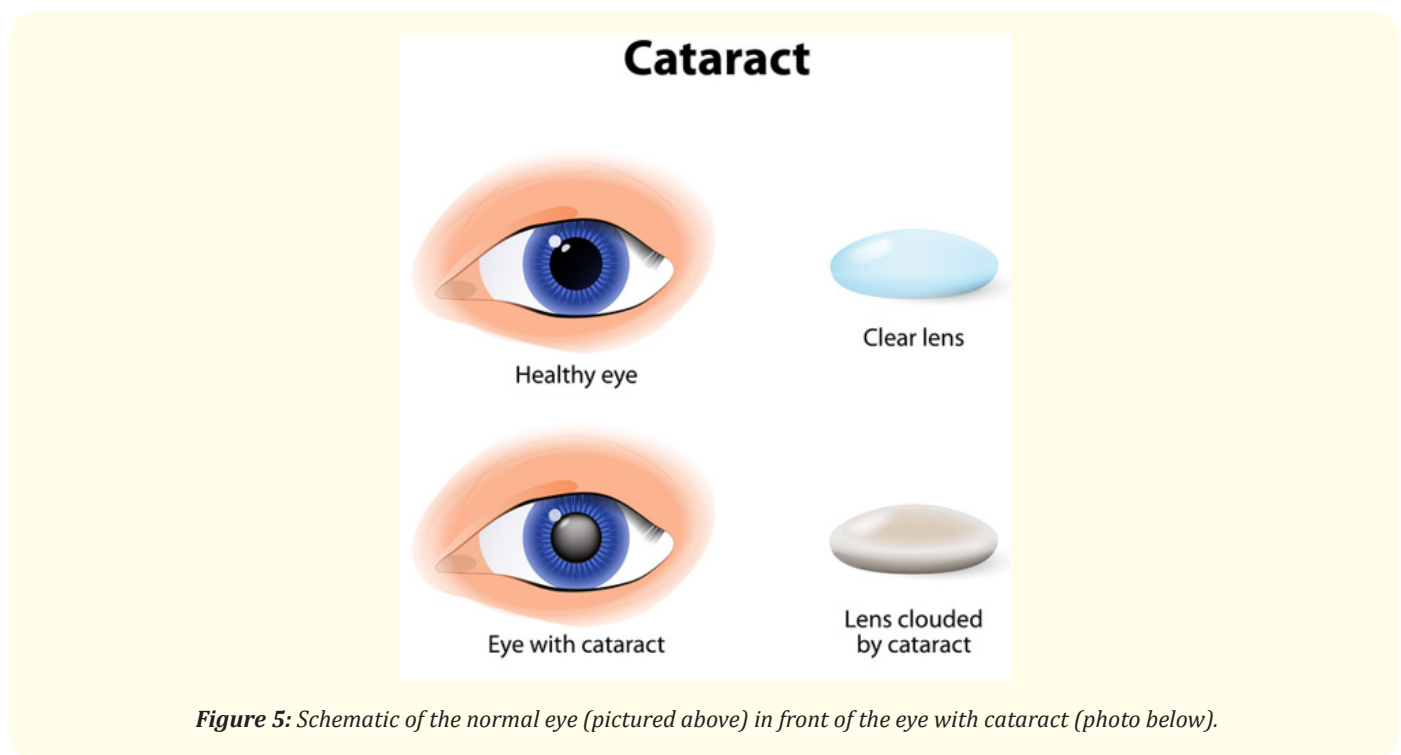 Cataract
Healthy eye
Clear lens
Eye with cataract
Lens clouded
by cataract
Figure 5: Schematic of the normal eye (pictured above) in front of the eye with cataract (photo below).